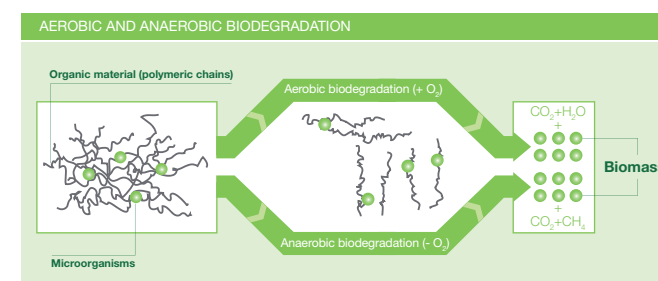 AEROBIC AND ANAEROBIC BIODEGRADATION
Organic material (polymeric chains)
Aerobic biodegradation (+ O₂)
CO₂+H₂O
+
Biomas
+
CO₂+CH₄
Anaerobic biodegradation (- O₂)
Microorganisms